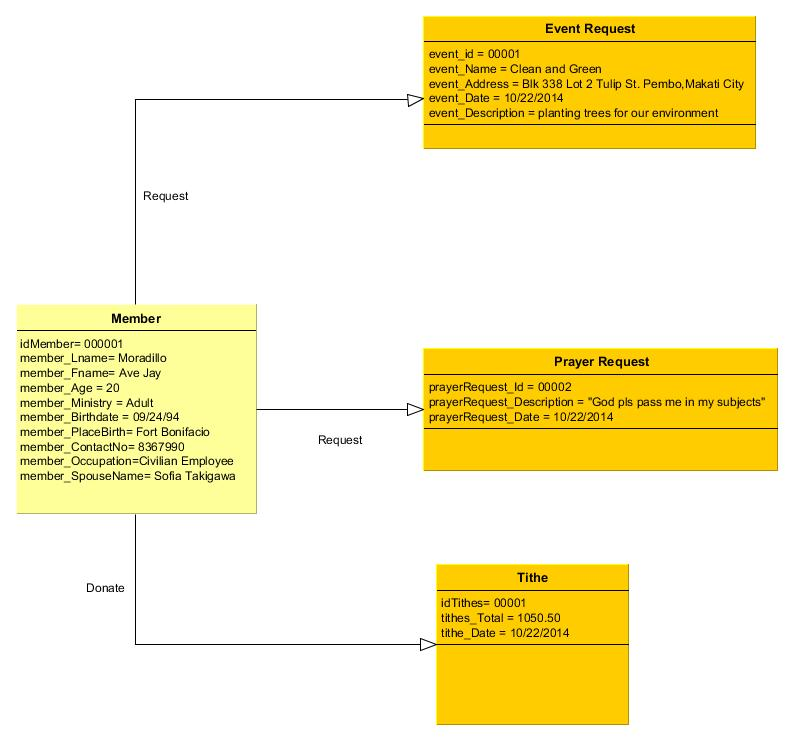 Event Request
event_id = 00001
event_Name = Clean and Green
event_Address = Blk 338 Lot 2 Tulip St. Pembo,Makati City
event_Date = 10/22/2014
event_Description = planting trees for our environment
Request
Member
idMember= 000001
member_Lname= Moradillo
member_Fname= Ave Jay
member_Age = 20
member_Ministry = Adult
member_Birthdate = 09/24/94
member_PlaceBirth= Fort Bonifacio
member_ContactNo= 8367990
member_Occupation=Civilian Employee
member_SpouseName= Sofia Takigawa
Prayer Request
prayerRequest_Id = 00002
prayerRequest_Description = "God pls pass me in my subjects"
prayerRequest_Date = 10/22/2014
Request
Donate
Tithe
idTithes= 00001
tithes_Total = 1050.50
tithe_Date = 10/22/2014